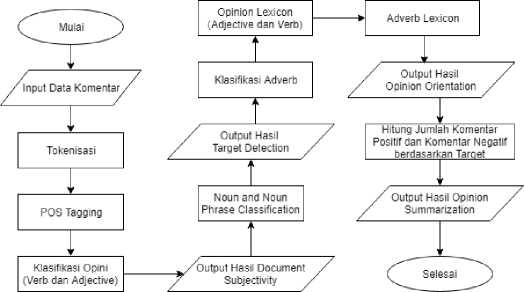 Mulai
Input Data Komentar
Tokenisasi
POS Tagging
Klasifikasi Opini
(Verb dan Adjective)
Output Hasil Document
Subjectivity
Noun and Noun
Phrase Classification
Output Hasil
Target Detection
Klasifikasi Adverb
Opinion Lexicon
(Adjective dan Verb)
Adverb Lexicon
Output Hasil
Opinion Orientation
Hitung Jumlah Komentar
Positif dan Komentar Negatif
berdasarkan Target
Output Hasil Opinion
Summarization
Selesai